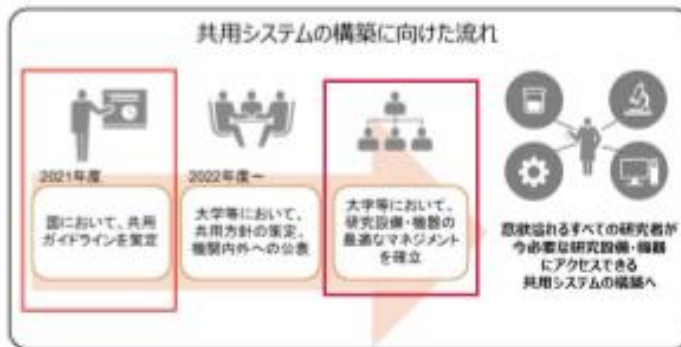 共用システムの構築に向けた流れ
2021年度
国において、共用
ガイドラインを策定
2022年度～
大学等において、
共用方針の策定、
機関内外への公表
大学等において、
研究設備・機器の
最適なマネジメント
を確立
意欲溢れるすべての研究者が
今必要な研究設備・機器
にアクセスできる
共用システムの構築へ